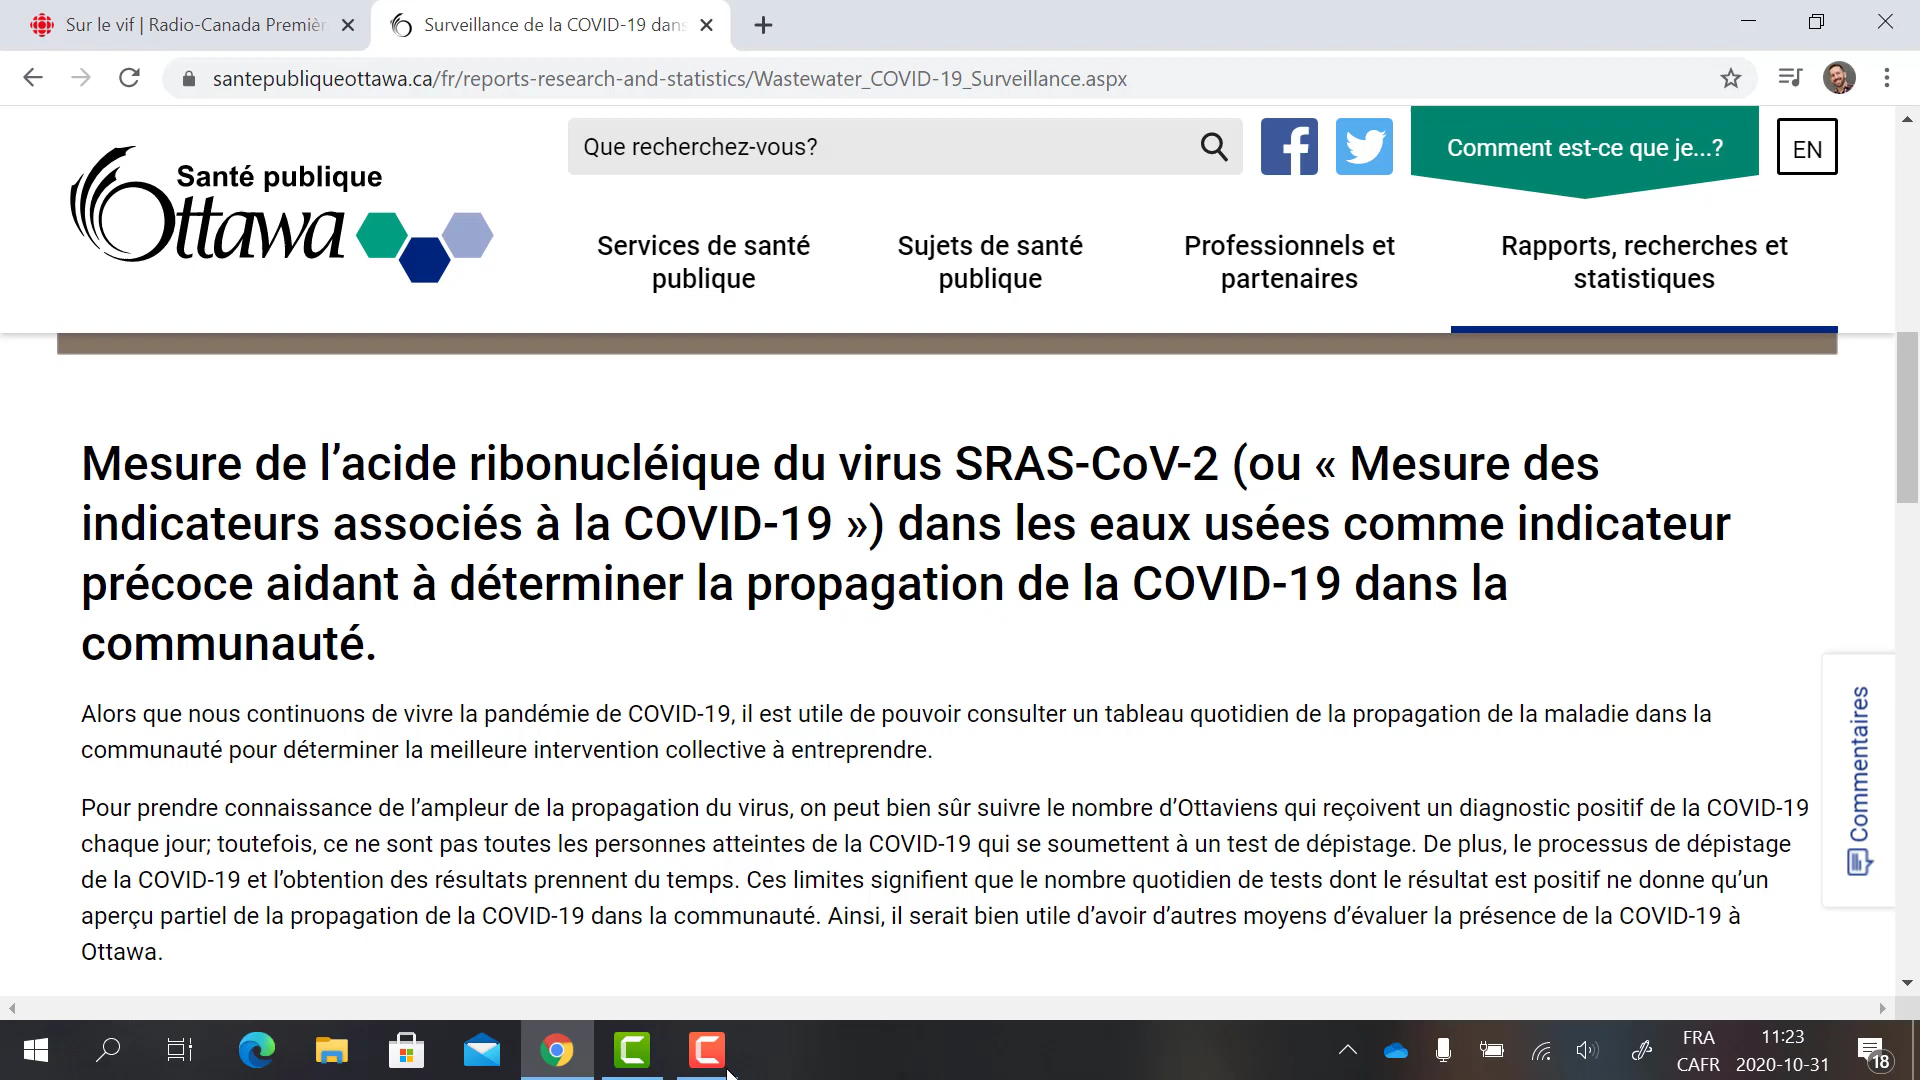 Sur le vif | Radio-Canada Premièr
Surveillance de la COVID-19 dans
santepubliqueottawa.ca/fr/reports-research-and-statistics/Wastewater_COVID-19_Surveillance.aspx
Santé publique
Ottawa
Que recherchez-vous?
Comment est-ce que je...?
EN
Services de santé
publique
Sujets de santé
publique
Professionnels et
partenaires
Rapports, recherches et
statistiques
Mesure de l’acide ribonucléique du virus SRAS-CoV-2 (ou « Mesure des
indicateurs associés à la COVID-19 ») dans les eaux usées comme indicateur
précoce aidant à déterminer la propagation de la COVID-19 dans la
communauté.
Alors que nous continuons de vivre la pandémie de COVID-19, il est utile de pouvoir consulter un tableau quotidien de la propagation de la maladie dans la
communauté pour déterminer la meilleure intervention collective à entreprendre.
Pour prendre connaissance de l’ampleur de la propagation du virus, on peut bien sûr suivre le nombre d’Ottaviens qui reçoivent un diagnostic positif de la COVID-19
chaque jour; toutefois, ce ne sont pas toutes les personnes atteintes de la COVID-19 qui se soumettent à un test de dépistage. De plus, le processus de dépistage
de la COVID-19 et l’obtention des résultats prennent du temps. Ces limites signifient que le nombre quotidien de tests dont le résultat est positif ne donne qu’un
aperçu partiel de la propagation de la COVID-19 dans la communauté. Ainsi, il serait bien utile d’avoir d’autres moyens d’évaluer la présence de la COVID-19 à
Ottawa.
Commentaires
FRA
CAFR
11:23
2020-10-31
18